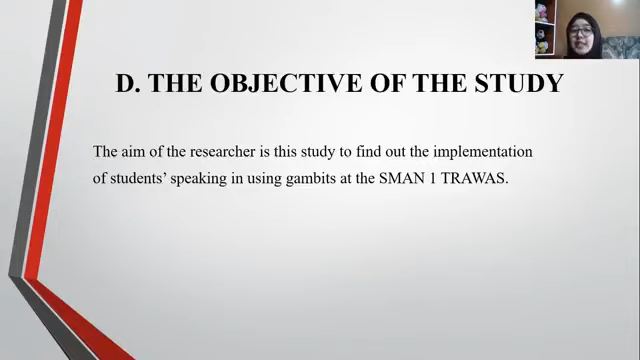 D. THE OBJECTIVE OF THE STUDY
The aim of the researcher is this study to find out the implementation
of students’ speaking in using gambits at the SMAN 1 TRAWAS.